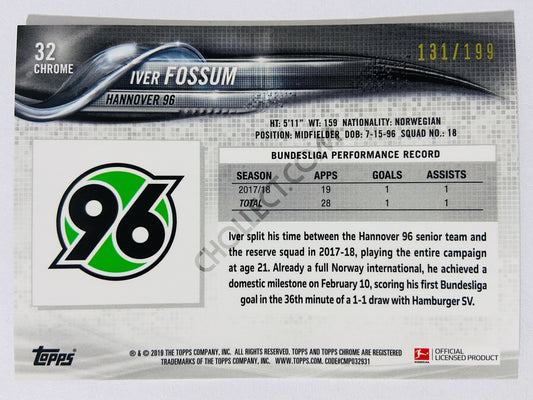 32
CHROME
IVER FOSSUM
HANNOVER 96
131/199
HT: 5'11" WT: 159 NATIONALITY: NORWEGIAN
POSITION: MIDFIELDER DOB: 7-15-96 SQUAD NO.: 18
BUNDESLIGA PERFORMANCE RECORD
SEASON APPS GOALS ASSISTS
2017/18 19 1 1
TOTAL 28 1 1
96
Iver split his time between the Hannover 96 senior team and
the reserve squad in 2017-18, playing the entire campaign
at age 21. Already a full Norway international, he achieved a
domestic milestone on February 10, scoring his first Bundesliga
goal in the 36th minute of a 1-1 draw with Hamburger SV.
CHOLLECT.COM
Topps
® & © 2019 THE TOPPS COMPANY, INC. ALL RIGHTS RESERVED. TOPPS AND TOPPS CHROME ARE REGISTERED
TRADEMARKS OF THE TOPPS COMPANY, INC. WWW.TOPPS.COM. CODE#CMP032931
OFFICIAL
LICENSED PRODUCT